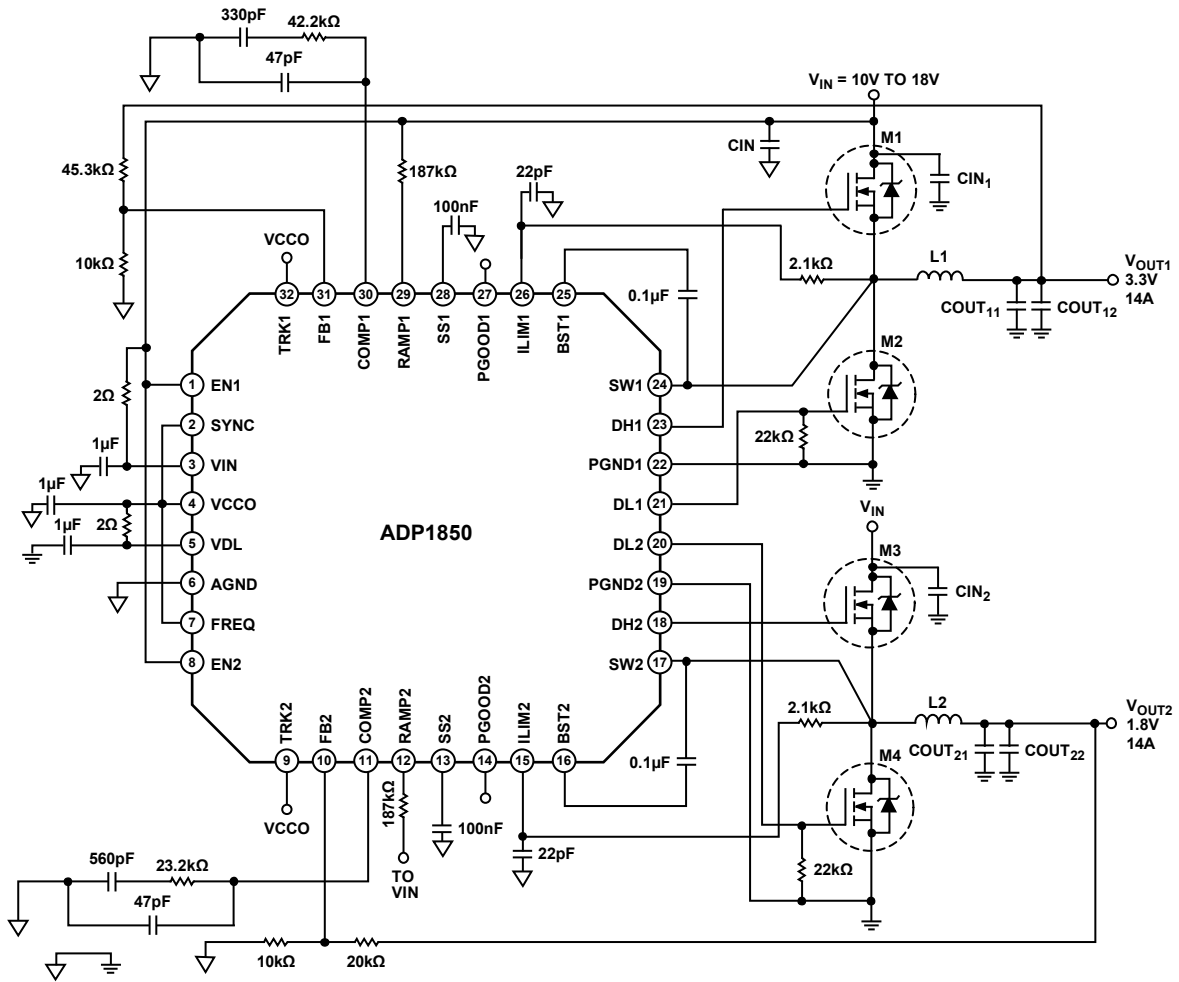 330pF
42.2kΩ
47pF
V_IN = 10V TO 18V
M1
CIN
CIN_1
45.3kΩ
187kΩ
22pF
100nF
VCCO
10kΩ
2.1kΩ
L1
V_OUT1
3.3V
14A
0.1µF
COUT_11
COUT_12
32
31
30
29
28
27
26
25
TRK1
FB1
COMP1
RAMP1
SS1
PGOOD1
ILIM1
BST1
M2
2Ω
1
EN1
SW1
24
2
SYNC
DH1
23
22kΩ
1µF
3
VIN
PGND1
22
1µF
4
VCCO
DL1
21
V_IN
1µF
2Ω
5
VDL
ADP1850
DL2
20
M3
6
AGND
PGND2
19
CIN_2
7
FREQ
DH2
18
8
EN2
SW2
17
TRK2
FB2
COMP2
RAMP2
SS2
PGOOD2
ILIM2
BST2
2.1kΩ
L2
V_OUT2
1.8V
14A
9
10
11
12
13
14
15
16
0.1µF
COUT_21
COUT_22
M4
VCCO
187kΩ
100nF
22pF
22kΩ
TO
VIN
560pF
23.2kΩ
47pF
10kΩ
20kΩ